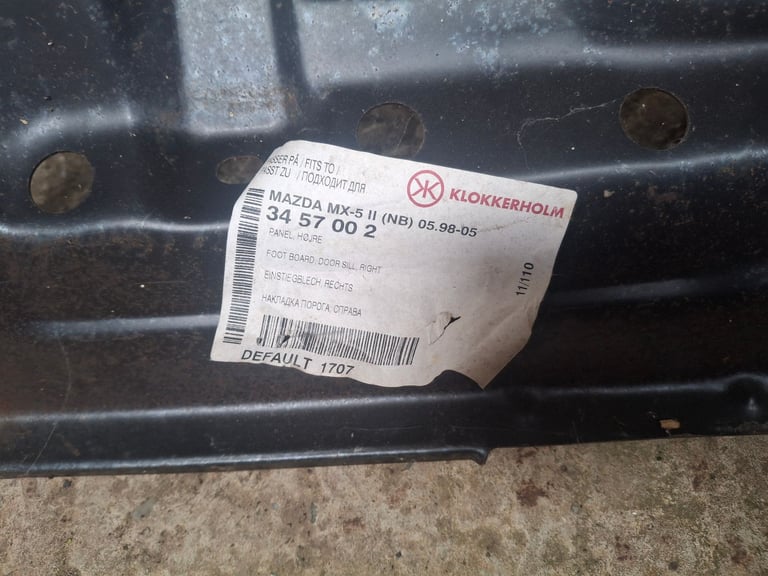 PASSER PÅ / FITS TO /
PASST ZU / ПОДХОДИТ ДЛЯ
KLOKKERHOLM
MAZDA MX-5 II (NB) 05.98-05
34 57 00 2
PANEL, HØJRE
FOOT BOARD, DOOR SILL, RIGHT
EINSTIEGBLECH, RECHTS
НАКЛАДКА ПОРОГА, СПРАВА
11/110
DEFAULT 1707